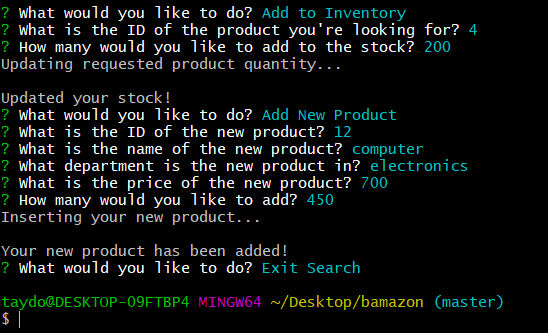 ? What would you like to do? Add to Inventory
? What is the ID of the product you're looking for? 4
? How many would you like to add to the stock? 200
Updating requested product quantity...
Updated your stock!
? What would you like to do? Add New Product
? What is the ID of the new product? 12
? What is the name of the new product? computer
? What department is the new product in? electronics
? What is the price of the new product? 700
? How many would you like to add? 450
Inserting your new product...
Your new product has been added!
? What would you like to do? Exit Search
taydo@DESKTOP-O9FTBP4 MINGW64 ~/Desktop/bamazon (master)
$